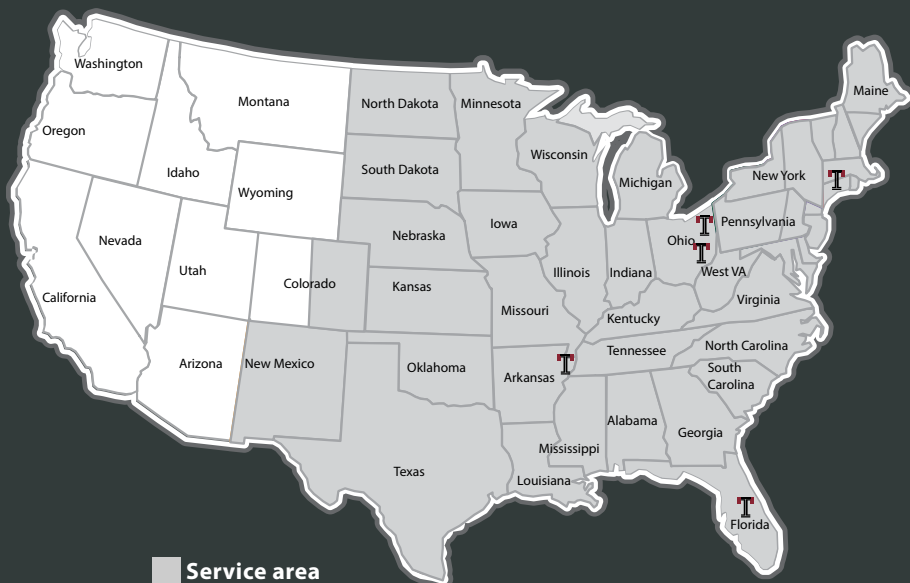 Washington
Maine
Montana
North Dakota
Minnesota
Oregon
Wisconsin
Idaho
South Dakota
New York
Michigan
Wyoming
T
Pennsylvania
Iowa
T
Nebraska
Nevada
Ohio
T
Utah
Illinois
Indiana
West VA
Colorado
Kansas
California
Virginia
Missouri
Kentucky
North Carolina
Tennessee
Arizona
New Mexico
T
Oklahoma
South
Carolina
Arkansas
Alabama
Georgia
Mississippi
Texas
Louisiana
T
Florida
Service area